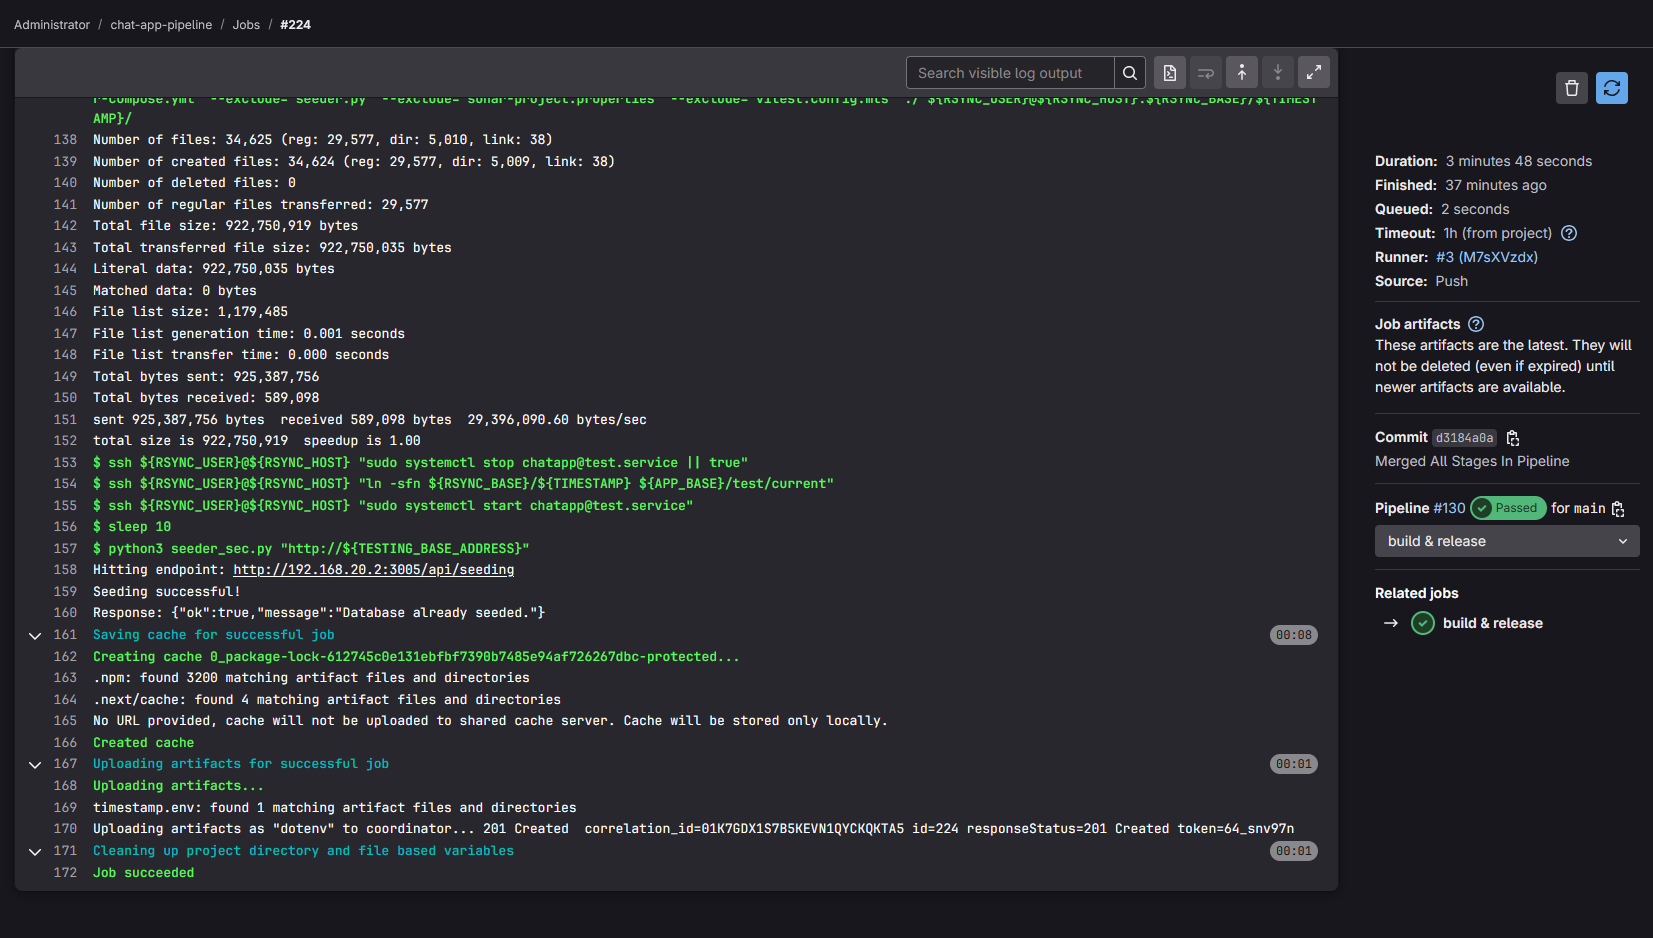 Administrator / chat-app-pipeline / Jobs / #224
Search visible log output
r-compose.yml" --exclude="seeder.py" --exclude="sonar-project.properties" --exclude="vitest.config.mts" ./ ${RSYNC_USER}@${RSYNC_HOST}:${RSYNC_BASE}/${TIMEST
AMP}/
138 Number of files: 34,625 (reg: 29,577, dir: 5,010, link: 38)
139 Number of created files: 34,624 (reg: 29,577, dir: 5,009, link: 38)
140 Number of deleted files: 0
141 Number of regular files transferred: 29,577
142 Total file size: 922,750,919 bytes
143 Total transferred file size: 922,750,035 bytes
144 Literal data: 922,750,035 bytes
145 Matched data: 0 bytes
146 File list size: 1,179,485
147 File list generation time: 0.001 seconds
148 File list transfer time: 0.000 seconds
149 Total bytes sent: 925,387,756
150 Total bytes received: 589,098
151 sent 925,387,756 bytes  received 589,098 bytes  29,396,090.60 bytes/sec
152 total size is 922,750,919  speedup is 1.00
153 $ ssh ${RSYNC_USER}@${RSYNC_HOST} "sudo systemctl stop chatapp@test.service || true"
154 $ ssh ${RSYNC_USER}@${RSYNC_HOST} "ln -sfn ${RSYNC_BASE}/${TIMESTAMP} ${APP_BASE}/test/current"
155 $ ssh ${RSYNC_USER}@${RSYNC_HOST} "sudo systemctl start chatapp@test.service"
156 $ sleep 10
157 $ python3 seeder_sec.py "http://${TESTING_BASE_ADDRESS}"
158 Hitting endpoint: http://192.168.20.2:3005/api/seeding
159 Seeding successful!
160 Response: {"ok":true,"message":"Database already seeded."}
161 Saving cache for successful job 00:08
162 Creating cache 0_package-lock-612745c0e131ebfbf7390b7485e94af726267dbc-protected...
163 .npm: found 3200 matching artifact files and directories
164 .next/cache: found 4 matching artifact files and directories
165 No URL provided, cache will not be uploaded to shared cache server. Cache will be stored only locally.
166 Created cache
167 Uploading artifacts for successful job 00:01
168 Uploading artifacts...
169 timestamp.env: found 1 matching artifact files and directories
170 Uploading artifacts as "dotenv" to coordinator... 201 Created  correlation_id=01K7GDX1S7B5KEVN1QYCKQKTA5 id=224 responseStatus=201 Created token=64_snv97n
171 Cleaning up project directory and file based variables 00:01
172 Job succeeded
Duration: 3 minutes 48 seconds
Finished: 37 minutes ago
Queued: 2 seconds
Timeout: 1h (from project)
Runner: #3 (M7sXVzdx)
Source: Push
Job artifacts
These artifacts are the latest. They will
not be deleted (even if expired) until
newer artifacts are available.
Commit d3184a0a
Merged All Stages In Pipeline
Pipeline #130 Passed for main
build & release
Related jobs
→ build & release